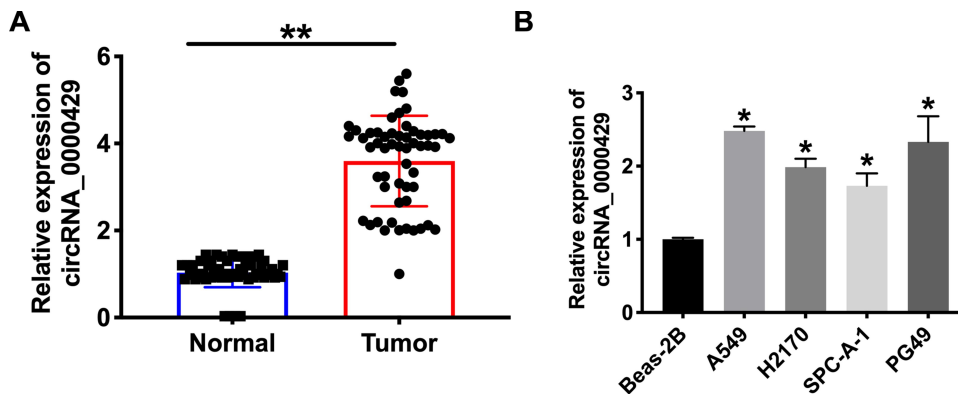 A
**
Relative expression of
circRNA_0000429
6
4
2
0
Normal
Tumor
B
Relative expression of
circRNA_0000429
3
2
1
0
*
*
*
*
Beas-2B
A549
H2170
SPC-A-1
PG49